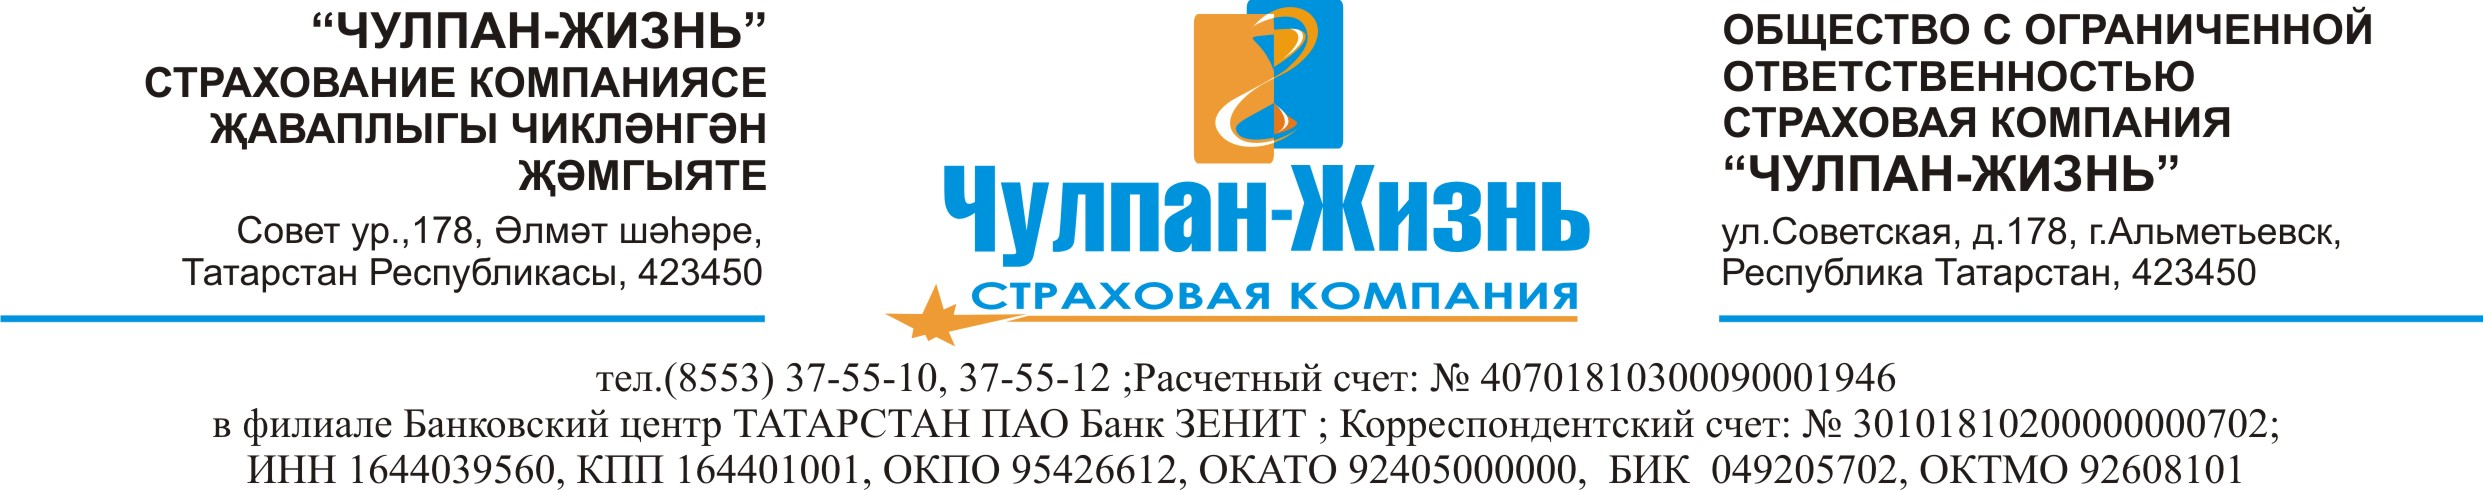 “ЧУЛПАН-ЖИЗНЬ”
СТРАХОВАНИЕ КОМПАНИЯСЕ
ҖАВАПЛЫГЫ ЧИКЛӘНГӘН
ҖӘМГЫЯТЕ
Совет ур.,178, Әлмәт шәһәре,
Татарстан Республикасы, 423450
Чулпан-Жизнь
СТРАХОВАЯ КОМПАНИЯ
ОБЩЕСТВО С ОГРАНИЧЕННОЙ
ОТВЕТСТВЕННОСТЬЮ
СТРАХОВАЯ КОМПАНИЯ
“ЧУЛПАН-ЖИЗНЬ”
ул.Советская, д.178, г.Альметьевск,
Республика Татарстан, 423450
тел.(8553) 37-55-10, 37-55-12 ;Расчетный счет: № 40701810300090001946
в филиале Банковский центр ТАТАРСТАН ПАО Банк ЗЕНИТ ; Корреспондентский счет: № 30101810200000000702;
ИНН 1644039560, КПП 164401001, ОКПО 95426612, ОКАТО 92405000000,  БИК  049205702, ОКТМО 92608101